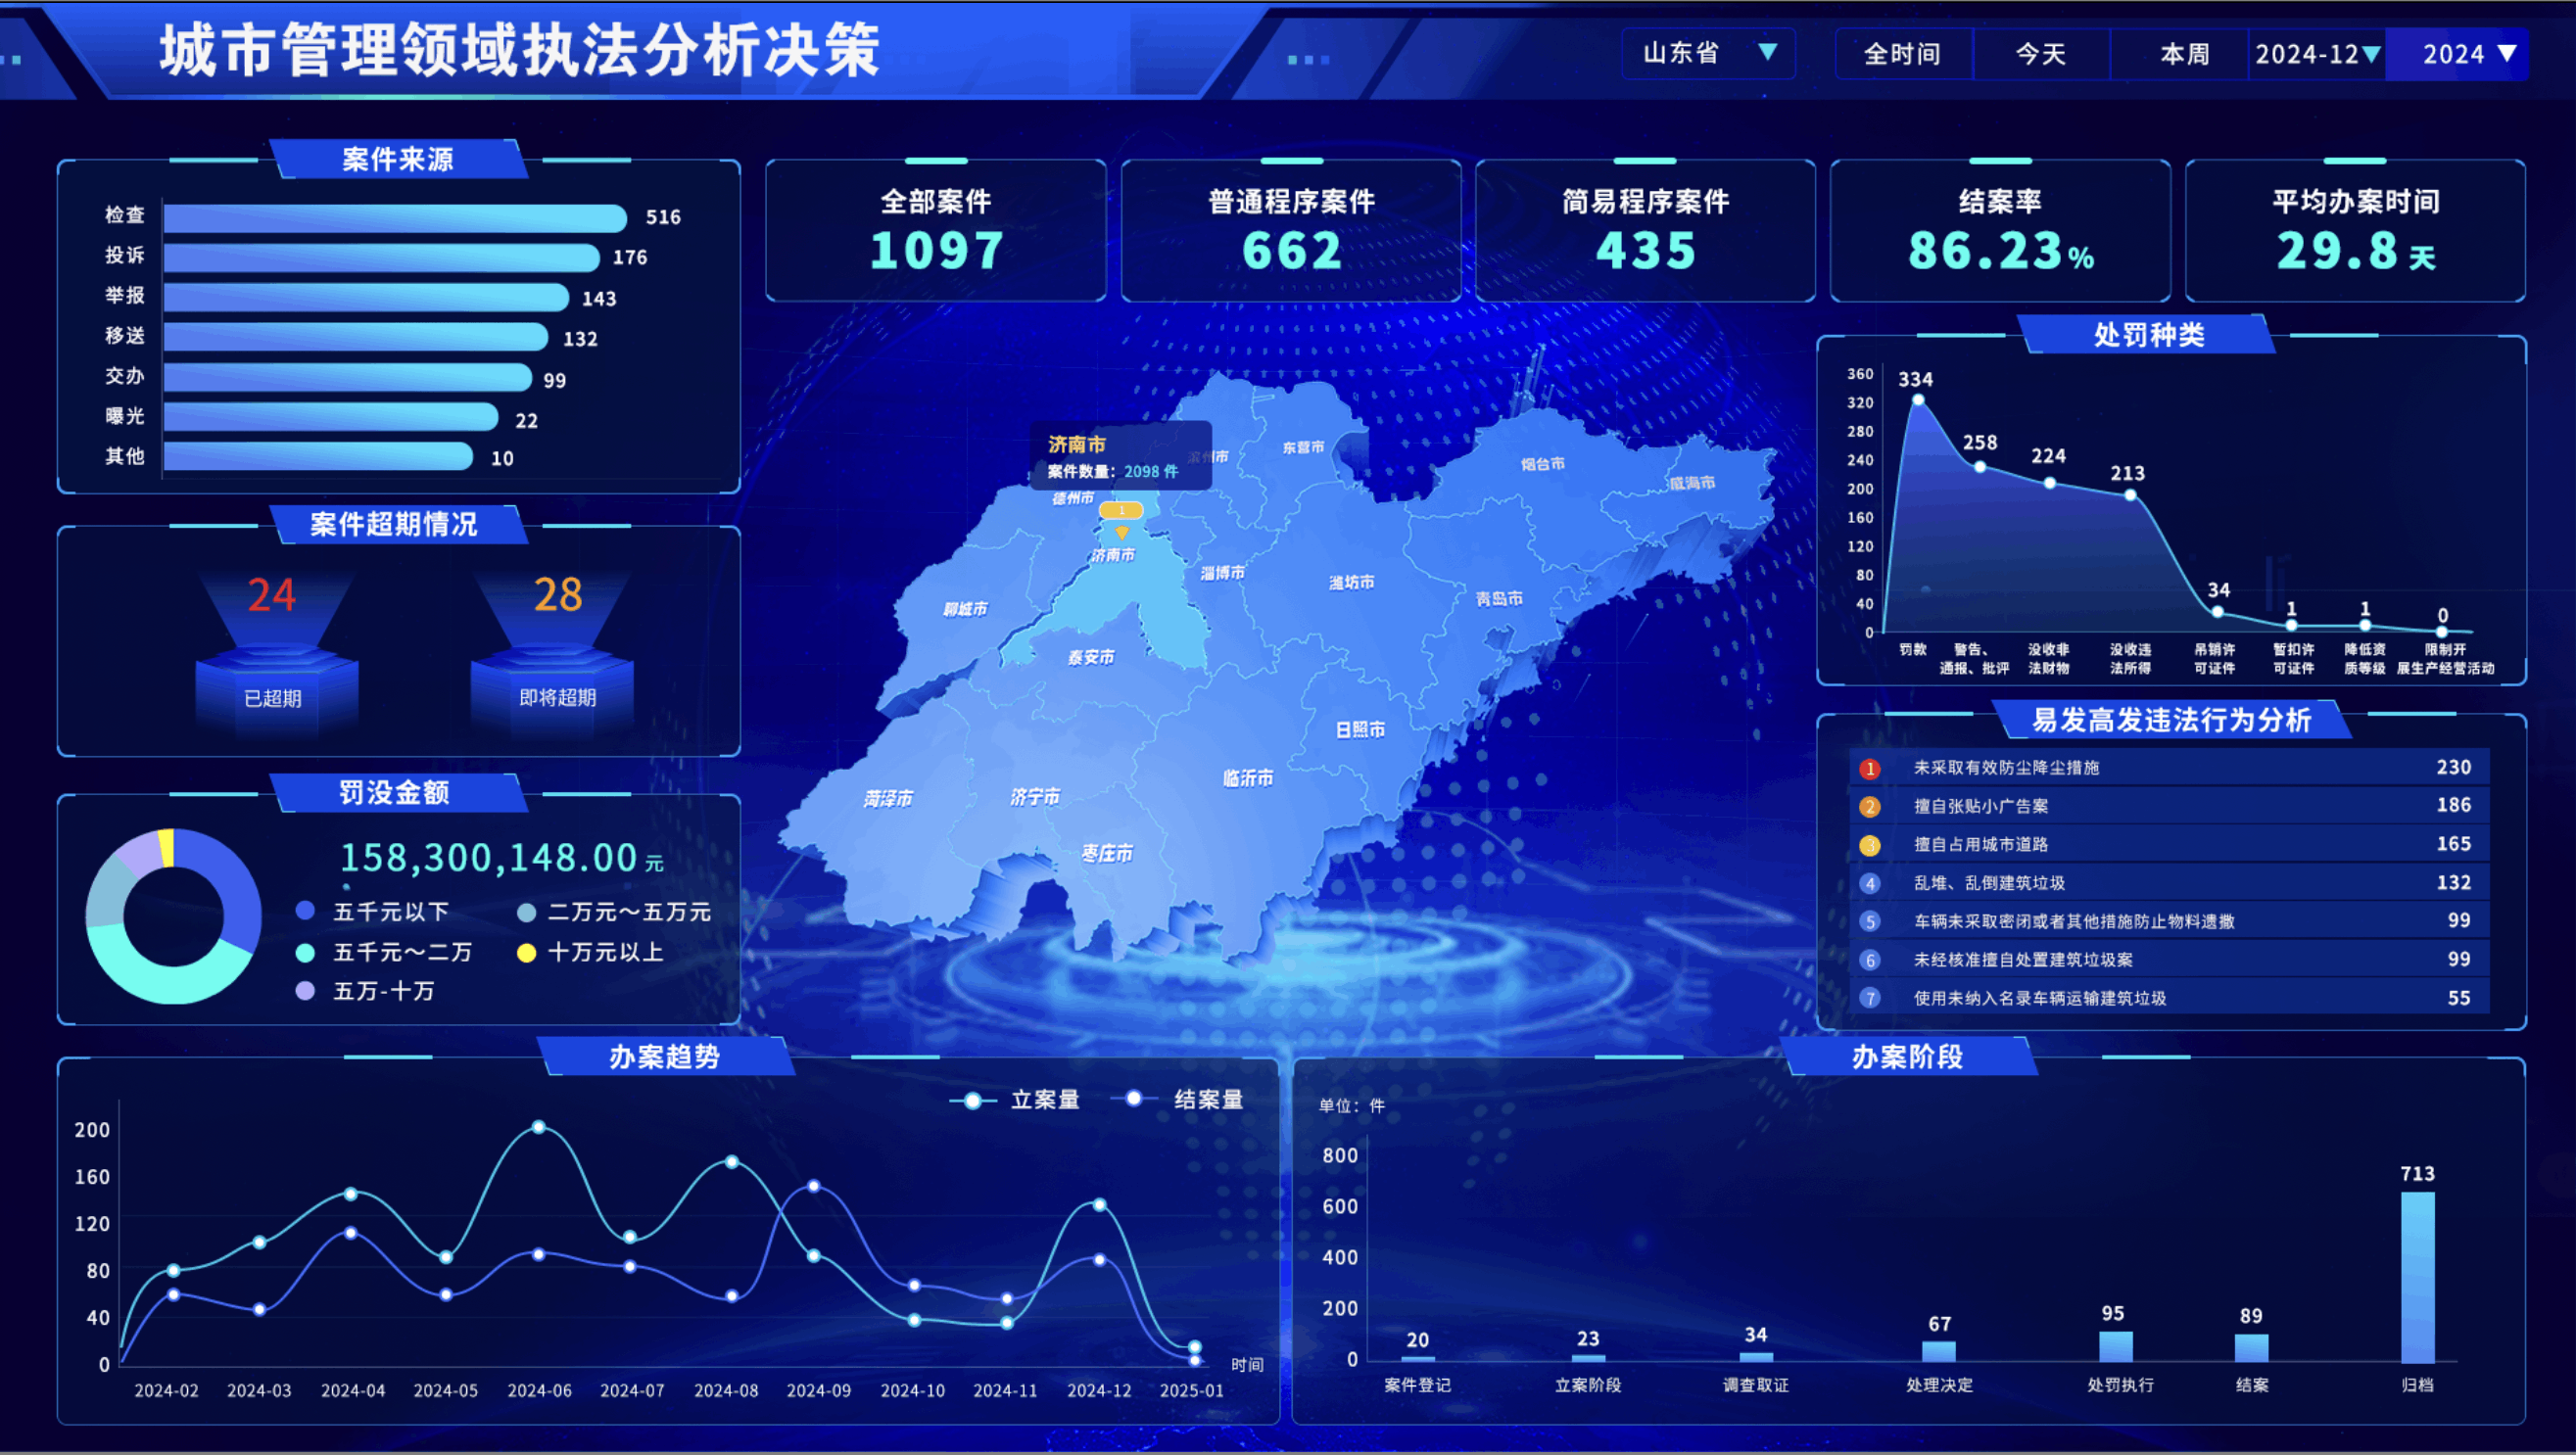 城市管理领域执法分析决策
山东省
全时间
今天
本周
2024-12
2024
案件来源
检查 516
投诉 176
举报 143
移送 132
交办 99
曝光 22
其他 10
案件超期情况
24
已超期
28
即将超期
罚没金额
158,300,148.00 元
五千元以下
二万元～五万元
五千元～二万
十万元以上
五万-十万
全部案件
1097
普通程序案件
662
简易程序案件
435
结案率
86.23%
平均办案时间
29.8 天
济南市
案件数量：2098 件
滨州市
东营市
烟台市
威海市
德州市
1
济南市
淄博市
潍坊市
青岛市
聊城市
泰安市
日照市
临沂市
菏泽市
济宁市
枣庄市
处罚种类
360
320
280
240
200
160
120
80
40
0
334
258
224
213
34
1
1
0
罚款
警告、
通报、批评
没收非
法财物
没收违
法所得
吊销许
可证件
暂扣许
可证件
降低资
质等级
限制开
展生产经营活动
易发高发违法行为分析
1 未采取有效防尘降尘措施 230
2 擅自张贴小广告案 186
3 擅自占用城市道路 165
4 乱堆、乱倒建筑垃圾 132
5 车辆未采取密闭或者其他措施防止物料遗撒 99
6 未经核准擅自处置建筑垃圾案 99
7 使用未纳入名录车辆运输建筑垃圾 55
办案趋势
立案量
结案量
200
160
120
80
40
0
时间
2024-02
2024-03
2024-04
2024-05
2024-06
2024-07
2024-08
2024-09
2024-10
2024-11
2024-12
2025-01
办案阶段
单位：件
800
600
400
200
0
20
23
34
67
95
89
713
案件登记
立案阶段
调查取证
处理决定
处罚执行
结案
归档